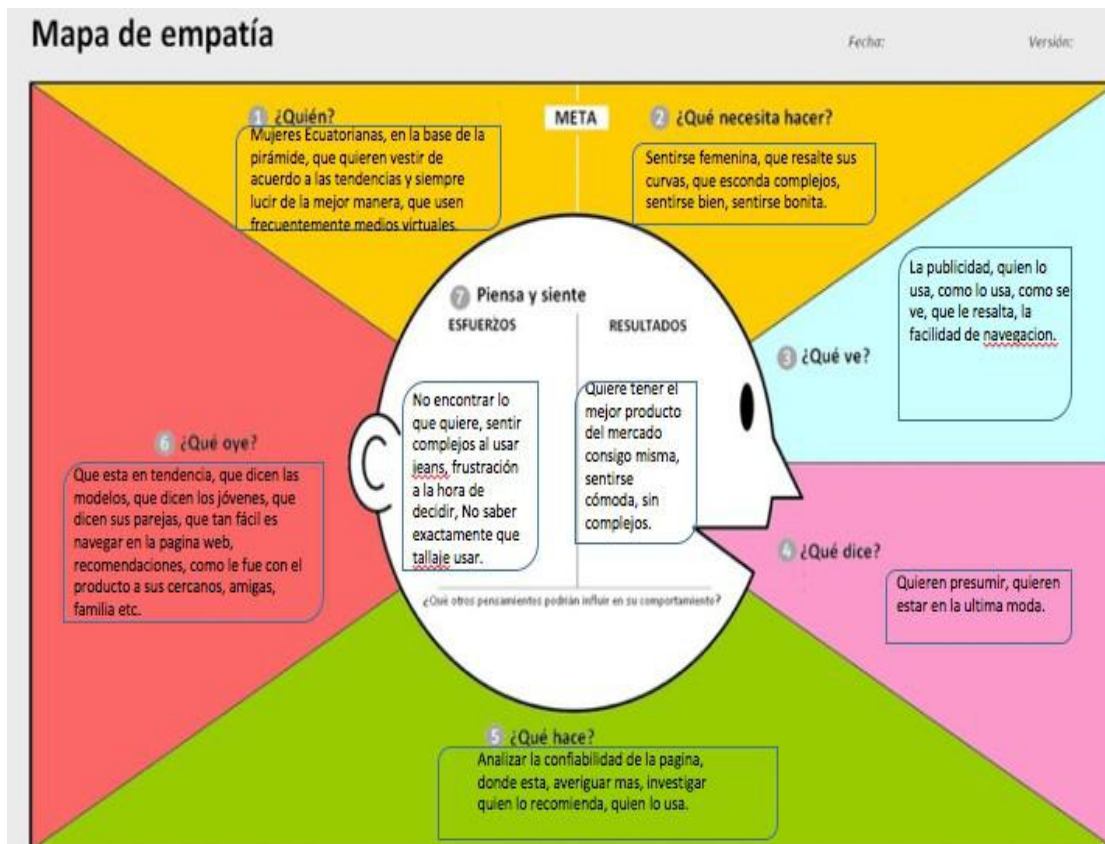 Mapa de empatía
Fecha:
Versión:
1 ¿Quién?
Mujeres Ecuatorianas, en la base de la
pirámide, que quieren vestir de
acuerdo a las tendencias y siempre
lucir de la mejor manera, que usen
frecuentemente medios virtuales.
META
2 ¿Qué necesita hacer?
Sentirse femenina, que resalte sus
curvas, que esconda complejos,
sentirse bien, sentirse bonita.
3 ¿Qué ve?
La publicidad, quien lo
usa, como lo usa, como se
ve, que le resalta, la
facilidad de navegacion.
4 ¿Qué dice?
Quieren presumir, quieren
estar en la ultima moda.
5 ¿Qué hace?
Analizar la confiabilidad de la pagina,
donde esta, averiguar mas, investigar
quien lo recomienda, quien lo usa.
6 ¿Qué oye?
Que esta en tendencia, que dicen las
modelos, que dicen los jóvenes, que
dicen sus parejas, que tan fácil es
navegar en la pagina web,
recomendaciones, como le fue con el
producto a sus cercanos, amigas,
familia etc.
7 Piensa y siente
ESFUERZOS
No encontrar lo
que quiere, sentir
complejos al usar
jeans, frustración
a la hora de
decidir, No saber
exactamente que
tallaje usar.
RESULTADOS
Quiere tener el
mejor producto
del mercado
consigo misma,
sentirse
cómoda, sin
complejos.
¿Qué otros pensamientos podrían influir en su comportamiento?